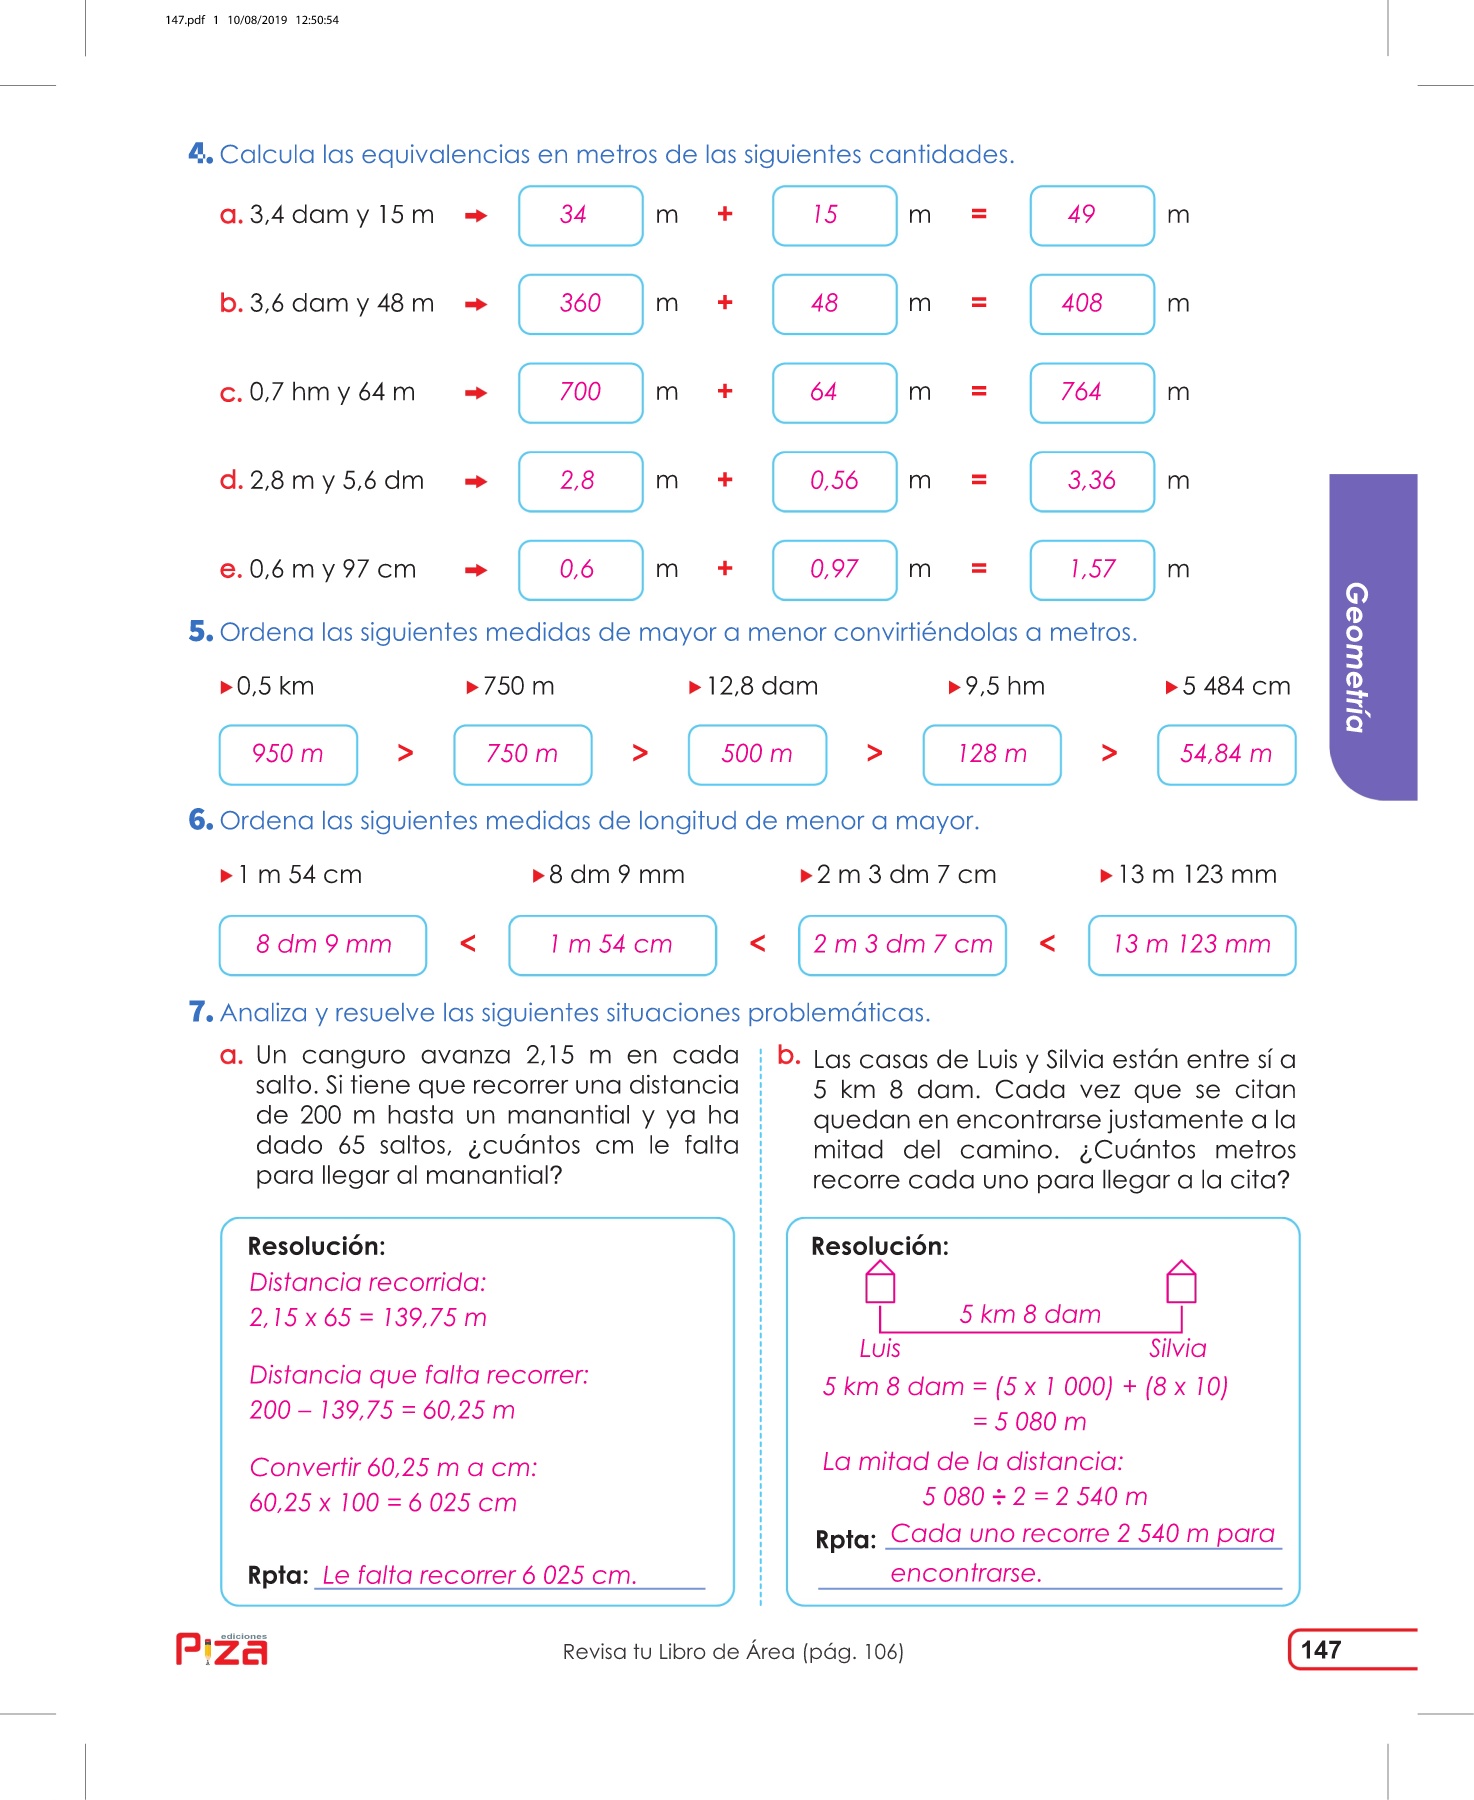 147.pdf 1 10/08/2019 12:50:54
4. Calcula las equivalencias en metros de las siguientes cantidades.
a. 3,4 dam y 15 m 34 m + 15 m = 49 m
b. 3,6 dam y 48 m 360 m + 48 m = 408 m
c. 0,7 hm y 64 m 700 m + 64 m = 764 m
d. 2,8 m y 5,6 dm 2,8 m + 0,56 m = 3,36 m
e. 0,6 m y 97 cm 0,6 m + 0,97 m = 1,57 m
5. Ordena las siguientes medidas de mayor a menor convirtiéndolas a metros.
0,5 km 750 m 12,8 dam 9,5 hm 5 484 cm
950 m > 750 m > 500 m > 128 m > 54,84 m
Geometría
6. Ordena las siguientes medidas de longitud de menor a mayor.
1 m 54 cm 8 dm 9 mm 2 m 3 dm 7 cm 13 m 123 mm
8 dm 9 mm < 1 m 54 cm < 2 m 3 dm 7 cm < 13 m 123 mm
7. Analiza y resuelve las siguientes situaciones problemáticas.
a. Un canguro avanza 2,15 m en cada
salto. Si tiene que recorrer una distancia
de 200 m hasta un manantial y ya ha
dado 65 saltos, ¿cuántos cm le falta
para llegar al manantial?
Resolución:
Distancia recorrida:
2,15 x 65 = 139,75 m
Distancia que falta recorrer:
200 – 139,75 = 60,25 m
Convertir 60,25 m a cm:
60,25 x 100 = 6 025 cm
Rpta: Le falta recorrer 6 025 cm.
b. Las casas de Luis y Silvia están entre sí a
5 km 8 dam. Cada vez que se citan
quedan en encontrarse justamente a la
mitad del camino. ¿Cuántos metros
recorre cada uno para llegar a la cita?
Resolución:
5 km 8 dam
Luis Silvia
5 km 8 dam = (5 x 1 000) + (8 x 10)
= 5 080 m
La mitad de la distancia:
5 080 ÷ 2 = 2 540 m
Rpta: Cada uno recorre 2 540 m para
encontrarse.
ediciones
Piza
Revisa tu Libro de Área (pág. 106)
147